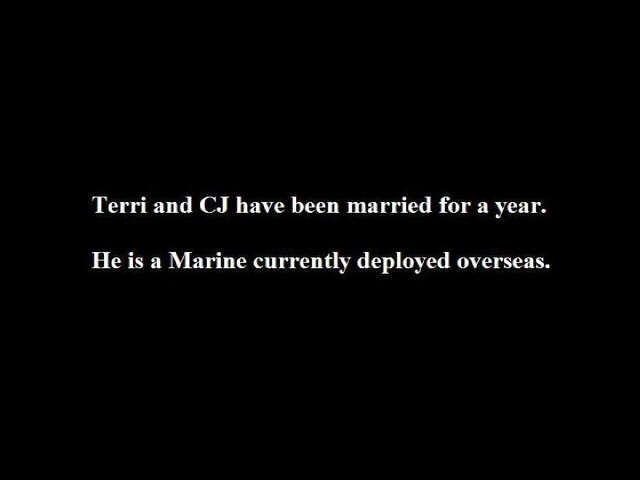 Terri and CJ have been married for a year.
He is a Marine currently deployed overseas.